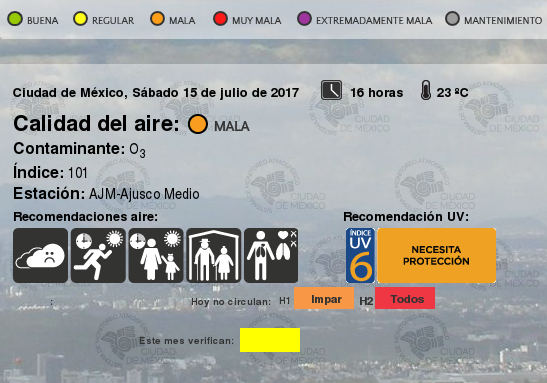 BUENA REGULAR MALA MUY MALA EXTREMADAMENTE MALA MANTENIMIENTO
Ciudad de México, Sábado 15 de julio de 2017 16 horas 23 ºC
Calidad del aire: MALA
Contaminante: O3
Índice: 101
Estación: AJM-Ajusco Medio
Recomendaciones aire: Recomendación UV:
ÍNDICE UV 6 NECESITA PROTECCIÓN
: Hoy no circulan: H1 Impar H2 Todos
Este mes verifican:
CIUDAD DE MÉXICO